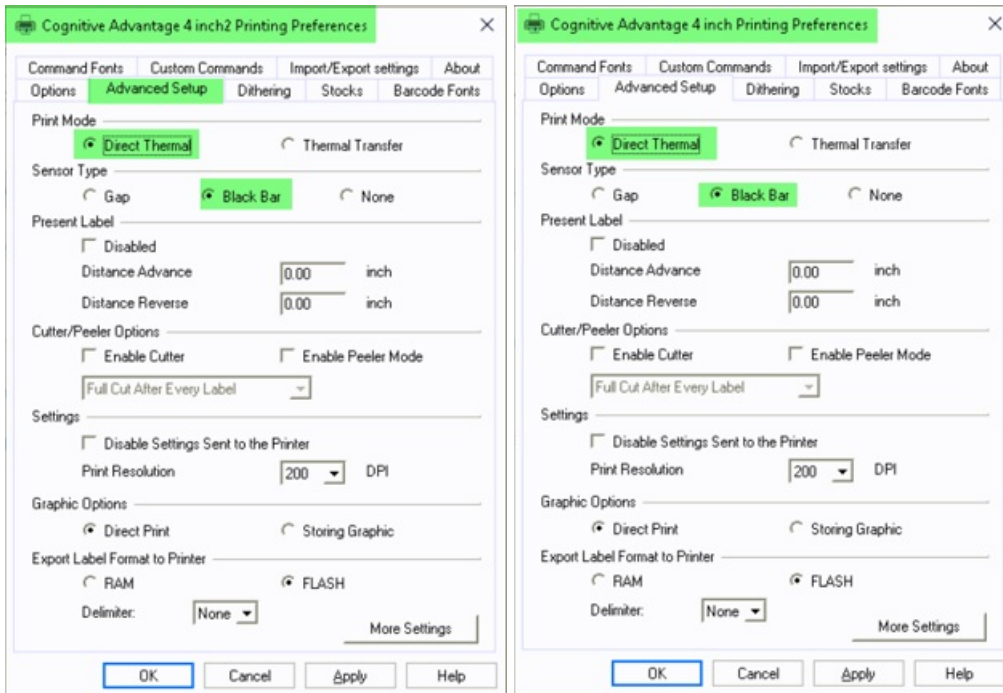 Cognitive Advantage 4 inch2 Printing Preferences
Command Fonts Custom Commands Import/Export settings About
Options Advanced Setup Dithering Stocks Barcode Fonts
Print Mode
Direct Thermal Thermal Transfer
Sensor Type
Gap Black Bar None
Present Label
Disabled
Distance Advance 0.00 inch
Distance Reverse 0.00 inch
Cutter/Peeler Options
Enable Cutter Enable Peeler Mode
Full Cut After Every Label
Settings
Disable Settings Sent to the Printer
Print Resolution 200 DPI
Graphic Options
Direct Print Storing Graphic
Export Label Format to Printer
RAM FLASH
Delimiter: None
More Settings
OK Cancel Apply Help
Cognitive Advantage 4 inch Printing Preferences
Command Fonts Custom Commands Import/Export settings About
Options Advanced Setup Dithering Stocks Barcode Fonts
Print Mode
Direct Thermal Thermal Transfer
Sensor Type
Gap Black Bar None
Present Label
Disabled
Distance Advance 0.00 inch
Distance Reverse 0.00 inch
Cutter/Peeler Options
Enable Cutter Enable Peeler Mode
Full Cut After Every Label
Settings
Disable Settings Sent to the Printer
Print Resolution 200 DPI
Graphic Options
Direct Print Storing Graphic
Export Label Format to Printer
RAM FLASH
Delimiter: None
More Settings
OK Cancel Apply Help